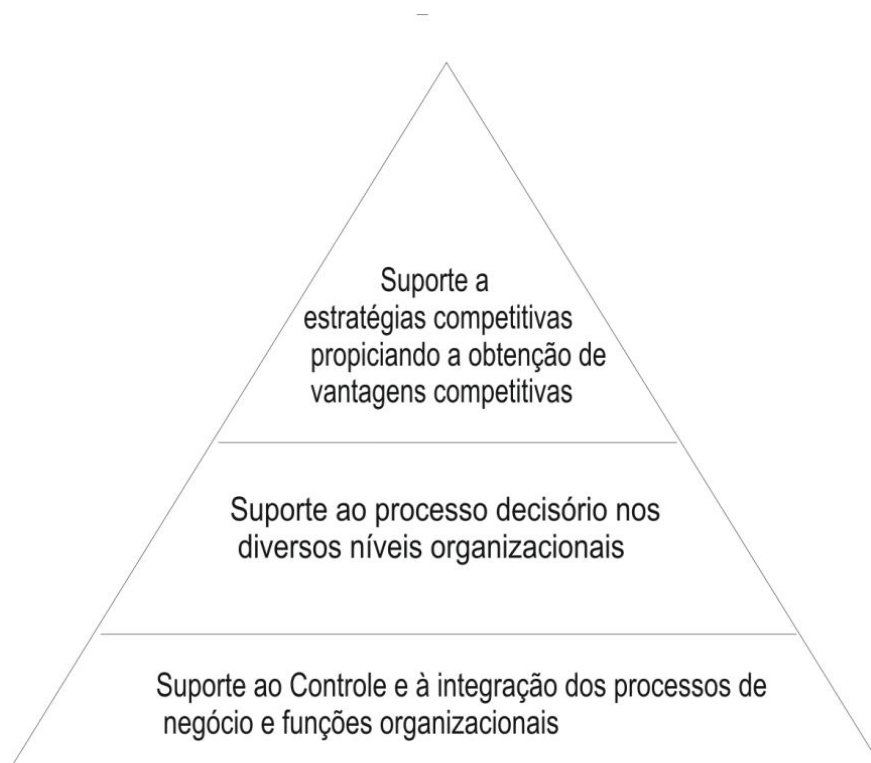 Suporte a
estratégias competitivas
propiciando a obtenção de
vantagens competitivas
Suporte ao processo decisório nos
diversos níveis organizacionais
Suporte ao Controle e à integração dos processos de
negócio e funções organizacionais